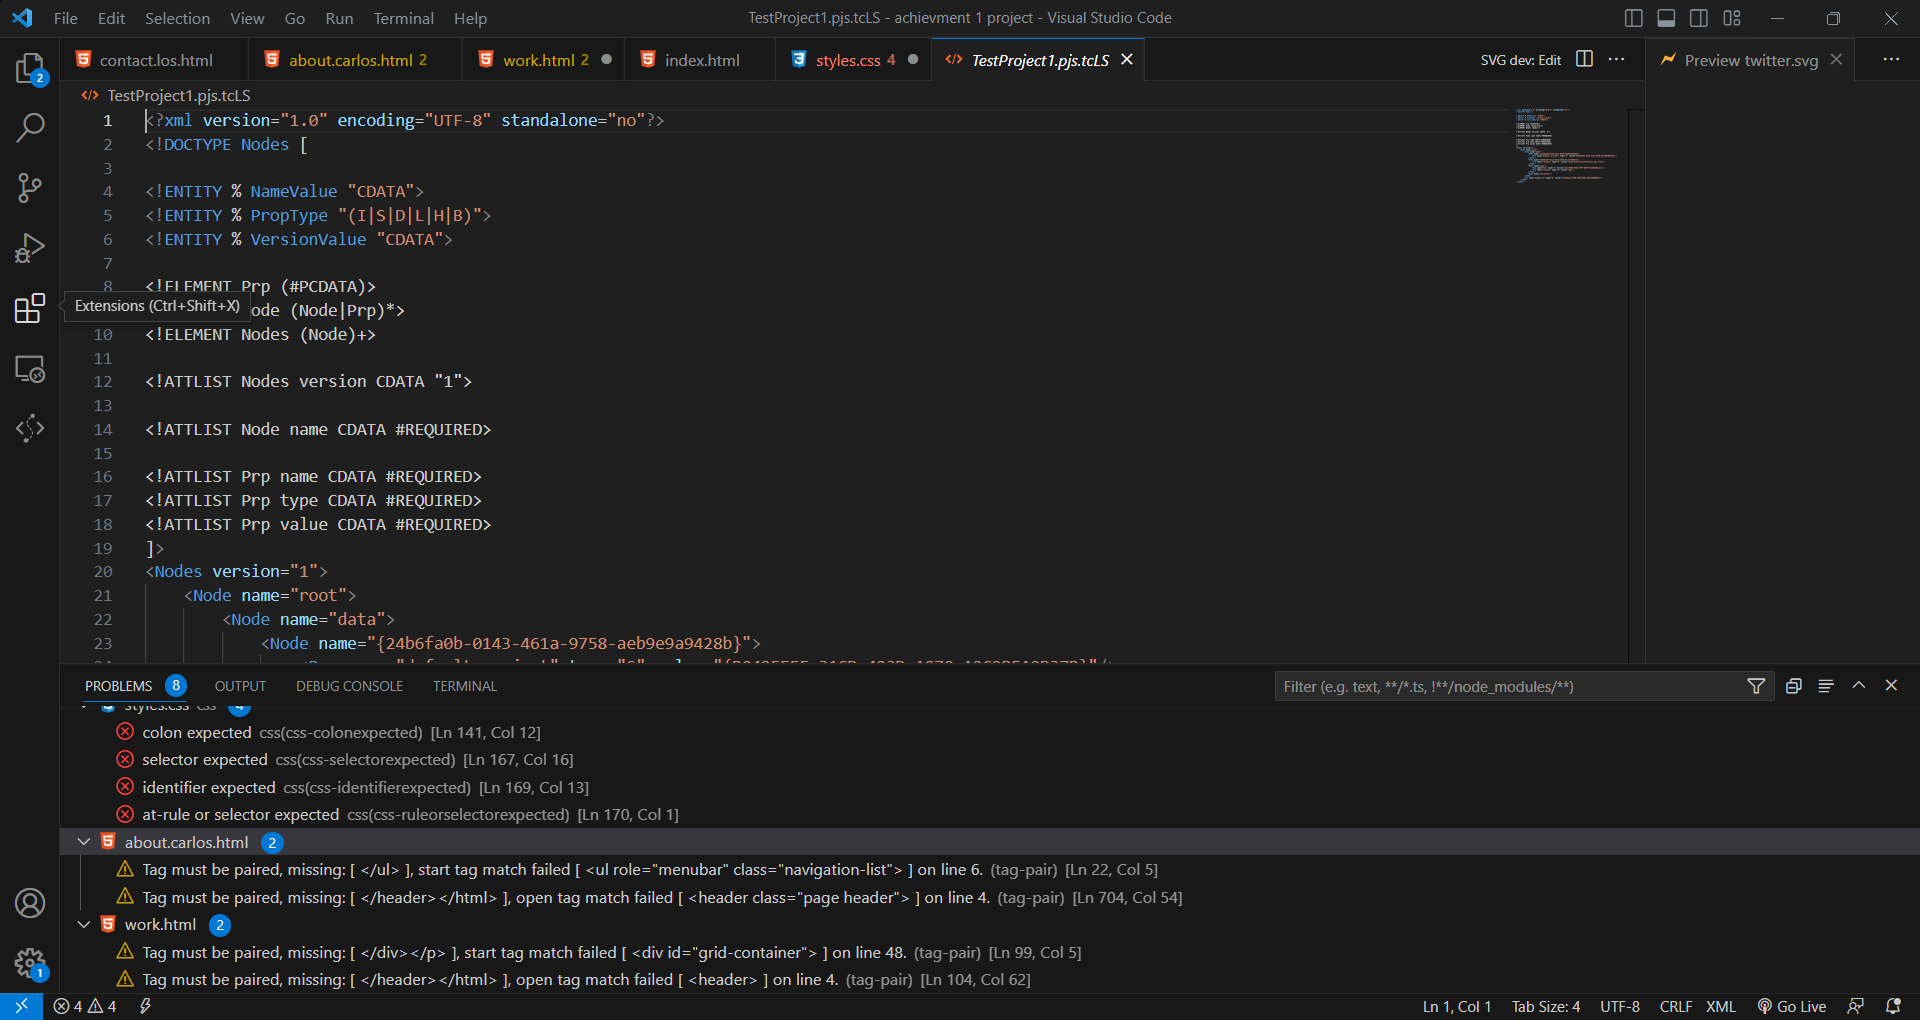 File Edit Selection View Go Run Terminal Help
TestProject1.pjs.tcLS - achievment 1 project - Visual Studio Code
contact.los.html
about.carlos.html 2
work.html 2
index.html
styles.css 4
TestProject1.pjs.tcLS
SVG dev: Edit
Preview twitter.svg
2
TestProject1.pjs.tcLS
1 <?xml version="1.0" encoding="UTF-8" standalone="no"?>
2 <!DOCTYPE Nodes [
3
4 <!ENTITY % NameValue "CDATA">
5 <!ENTITY % PropType "(I|S|D|L|H|B)">
6 <!ENTITY % VersionValue "CDATA">
7
8 <!ELEMENT Prp (#PCDATA)>
Extensions (Ctrl+Shift+X)
ode (Node|Prp)*>
10 <!ELEMENT Nodes (Node)+>
11
12 <!ATTLIST Nodes version CDATA "1">
13
14 <!ATTLIST Node name CDATA #REQUIRED>
15
16 <!ATTLIST Prp name CDATA #REQUIRED>
17 <!ATTLIST Prp type CDATA #REQUIRED>
18 <!ATTLIST Prp value CDATA #REQUIRED>
19 ]>
20 <Nodes version="1">
21 <Node name="root">
22 <Node name="data">
23 <Node name="{24b6fa0b-0143-461a-9758-aeb9e9a9428b}">
PROBLEMS 8 OUTPUT DEBUG CONSOLE TERMINAL
Filter (e.g. text, **/*.ts, !**/node_modules/**)
styles.css css 4
colon expected css(css-colonexpected) [Ln 141, Col 12]
selector expected css(css-selectorexpected) [Ln 167, Col 16]
identifier expected css(css-identifierexpected) [Ln 169, Col 13]
at-rule or selector expected css(css-ruleorselectorexpected) [Ln 170, Col 1]
about.carlos.html 2
Tag must be paired, missing: [ </ul> ], start tag match failed [ <ul role="menubar" class="navigation-list"> ] on line 6. (tag-pair) [Ln 22, Col 5]
Tag must be paired, missing: [ </header></html> ], open tag match failed [ <header class="page header"> ] on line 4. (tag-pair) [Ln 704, Col 54]
work.html 2
Tag must be paired, missing: [ </div></p> ], start tag match failed [ <div id="grid-container"> ] on line 48. (tag-pair) [Ln 99, Col 5]
Tag must be paired, missing: [ </header></html> ], open tag match failed [ <header> ] on line 4. (tag-pair) [Ln 104, Col 62]
1
4 4
Ln 1, Col 1 Tab Size: 4 UTF-8 CRLF XML Go Live